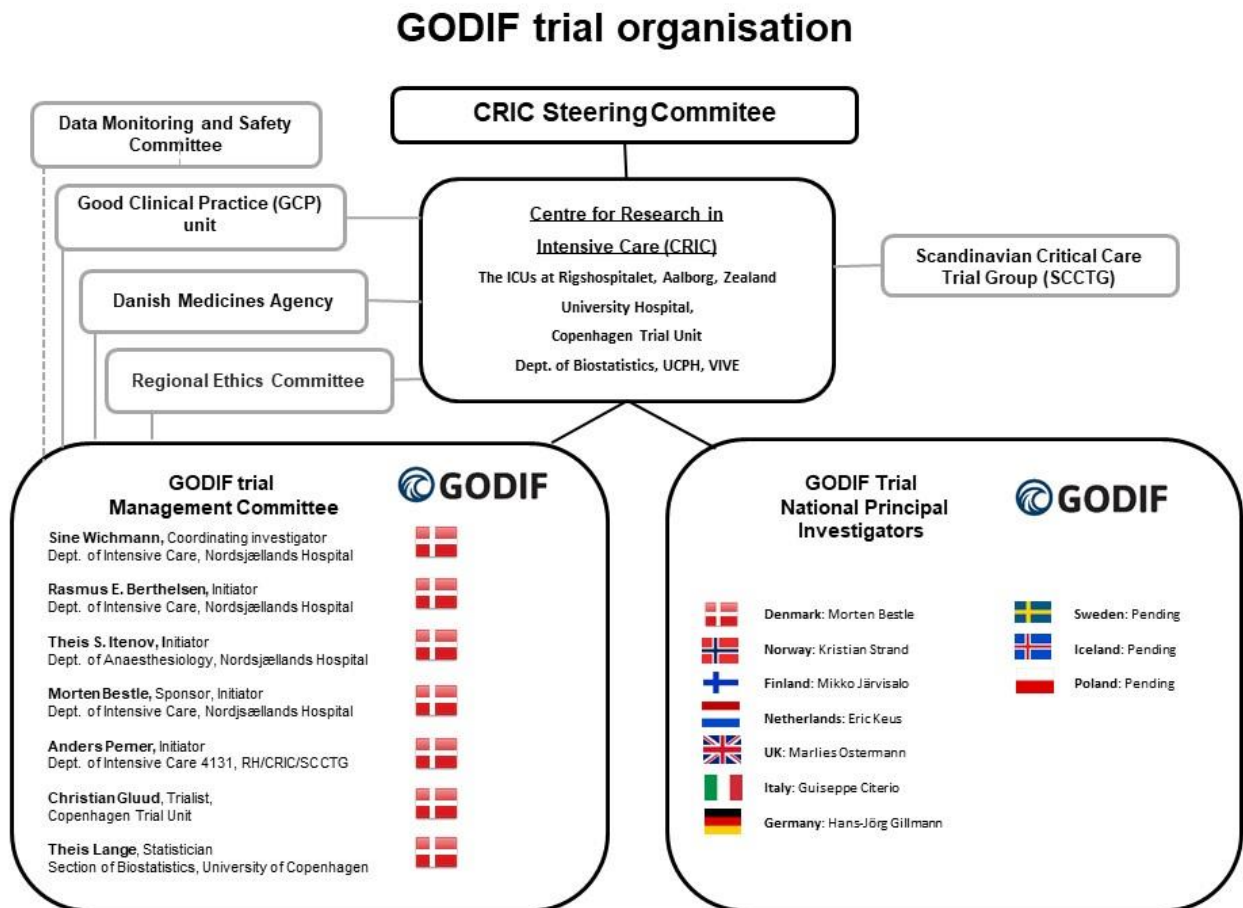 GODIF trial organisation
CRIC Steering Commitee
Data Monitoring and Safety
Committee
Good Clinical Practice (GCP)
unit
Danish Medicines Agency
Regional Ethics Committee
Centre for Research in
Intensive Care (CRIC)
The ICUs at Rigshospitalet, Aalborg, Zealand
University Hospital,
Copenhagen Trial Unit
Dept. of Biostatistics, UCPH, VIVE
Scandinavian Critical Care
Trial Group (SCCTG)
GODIF trial
Management Committee
GODIF
Sine Wichmann, Coordinating investigator
Dept. of Intensive Care, Nordsjællands Hospital
Rasmus E. Berthelsen, Initiator
Dept. of Intensive Care, Nordsjællands Hospital
Theis S. Itenov, Initiator
Dept. of Anaesthesiology, Nordsjællands Hospital
Morten Bestle, Sponsor, Initiator
Dept. of Intensive Care, Nordjsællands Hospital
Anders Perner, Initiator
Dept. of Intensive Care 4131, RH/CRIC/SCCTG
Christian Gluud, Trialist,
Copenhagen Trial Unit
Theis Lange, Statistician
Section of Biostatistics, University of Copenhagen
GODIF Trial
National Principal
Investigators
GODIF
Denmark: Morten Bestle
Norway: Kristian Strand
Finland: Mikko Järvisalo
Netherlands: Eric Keus
UK: Marlies Ostermann
Italy: Guiseppe Citerio
Germany: Hans-Jörg Gillmann
Sweden: Pending
Iceland: Pending
Poland: Pending